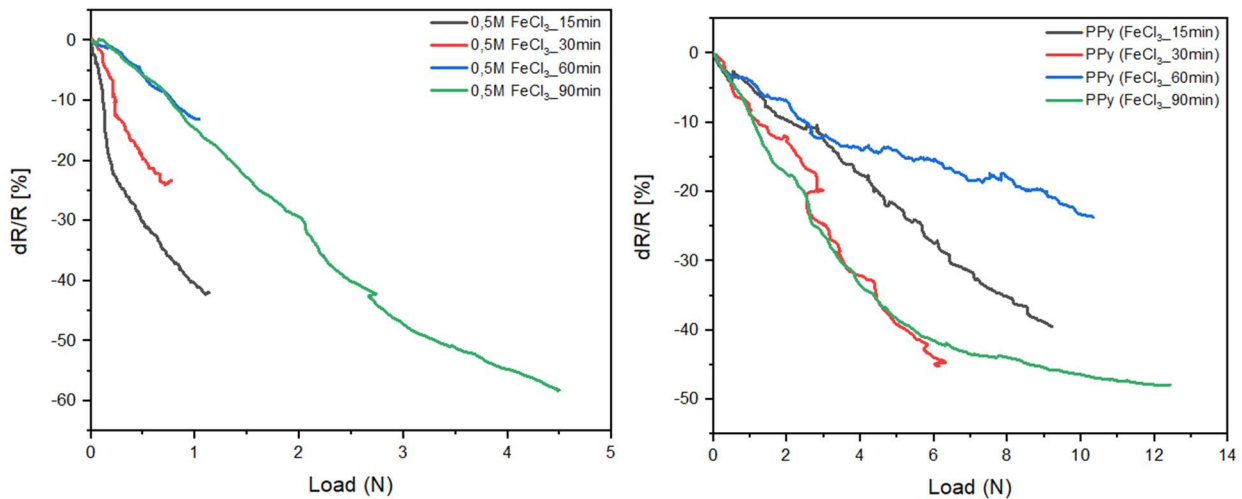 0,5M FeCl₃_15min
0,5M FeCl₃_30min
0,5M FeCl₃_60min
0,5M FeCl₃_90min
0
-10
-20
-30
-40
-50
-60
dR/R [%]
0 1 2 3 4 5
Load (N)
PPy (FeCl₃_15min)
PPy (FeCl₃_30min)
PPy (FeCl₃_60min)
PPy (FeCl₃_90min)
0
-10
-20
-30
-40
-50
dR/R [%]
0 2 4 6 8 10 12 14
Load (N)